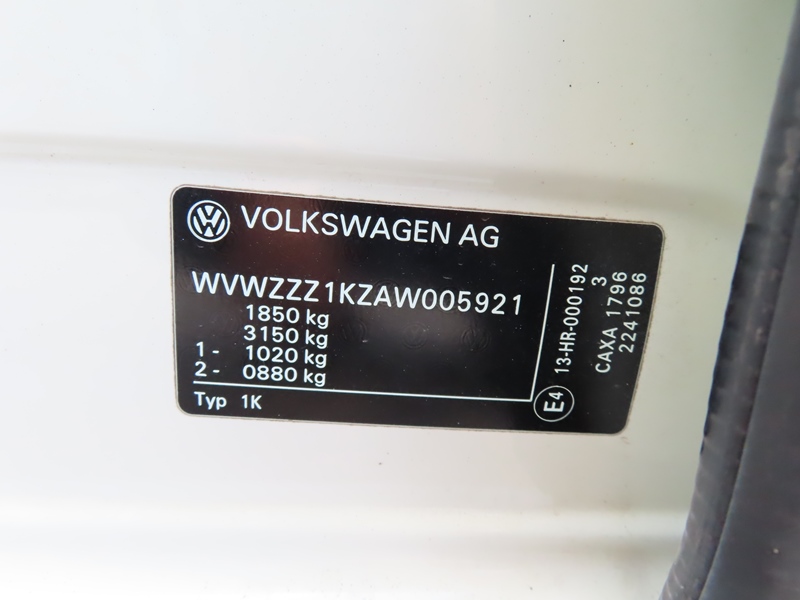 VOLKSWAGEN AG
WVWZZZ1KZAW005921
1850 kg
3150 kg
1- 1020 kg
2- 0880 kg
Typ 1K
E4
13-HR-000192
3
CAXA 1796
2241086